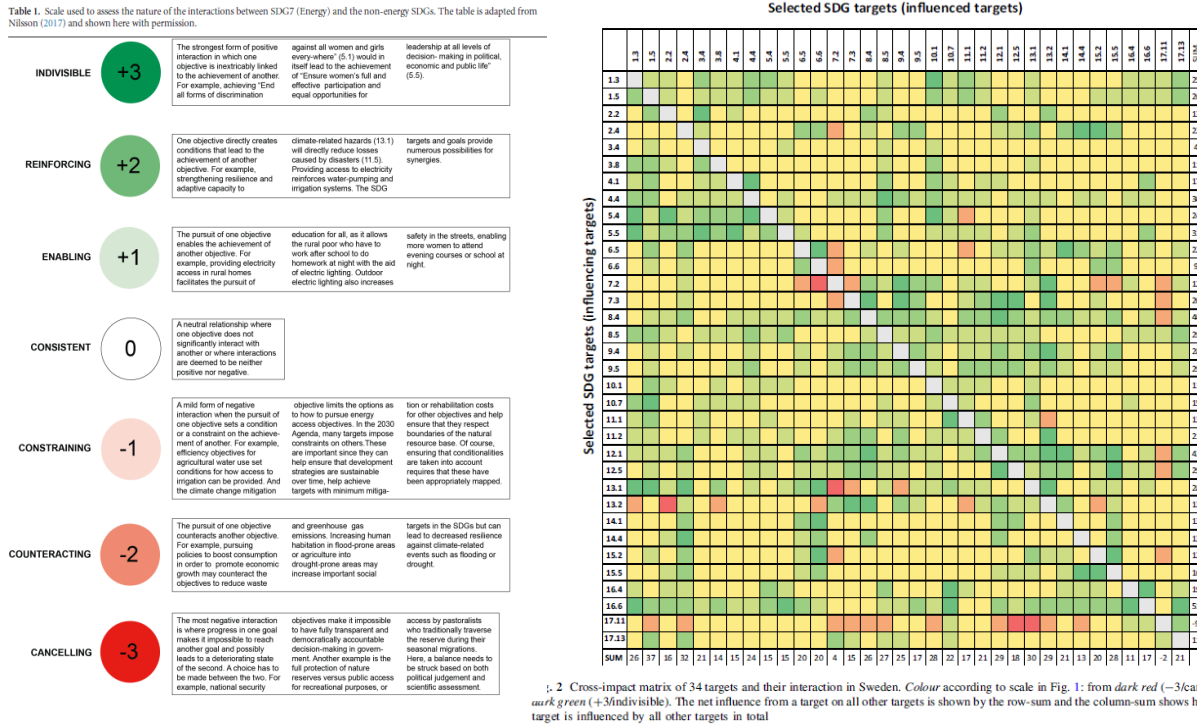 Table 1. Scale used to assess the nature of the interactions between SDG7 (Energy) and the non-energy SDGs. The table is adapted from
Nilsson (2017) and shown here with permission.
INDIVISIBLE
+3
The strongest form of positive
interaction in which one
objective is inextricably linked
to the achievement of another.
For example, achieving “End
all forms of discrimination
against all women and girls
every-where” (5.1) would in
itself lead to the achievement
of “Ensure women's full and
effective participation and
equal opportunities for
leadership at all levels of
decision- making in political,
economic and public life”
(5.5).
REINFORCING
+2
One objective directly creates
conditions that lead to the
achievement of another
objective. For example,
strengthening resilience and
adaptive capacity to
climate-related hazards (13.1)
will directly reduce losses
caused by disasters (11.5).
Providing access to electricity
reinforces water-pumping and
irrigation systems. The SDG
targets and goals provide
numerous possibilities for
synergies.
ENABLING
+1
The pursuit of one objective
enables the achievement of
another objective. For
example, providing electricity
access in rural homes
facilitates the pursuit of
education for all, as it allows
the rural poor who have to
work after school to do
homework at night with the aid
of electric lighting. Outdoor
electric lighting also increases
safety in the streets, enabling
more women to attend
evening courses or school at
night.
CONSISTENT
0
A neutral relationship where
one objective does not
significantly interact with
another or where interactions
are deemed to be neither
positive nor negative.
CONSTRAINING
-1
A mild form of negative
interaction when the pursuit of
one objective sets a condition
or a constraint on the achieve-
ment of another. For example,
efficiency objectives for
agricultural water use set
conditions for how access to
irrigation can be provided. And
the climate change mitigation
objective limits the options as
to how to pursue energy
access objectives. In the 2030
Agenda, many targets impose
constraints on others.These
are important since they can
help ensure that development
strategies are sustainable
over time, help achieve
targets with minimum mitiga-
tion or rehabilitation costs
for other objectives and help
ensure that they respect
boundaries of the natural
resource base. Of course,
ensuring that conditionalities
are taken into account
requires that these have
been appropriately mapped.
COUNTERACTING
-2
The pursuit of one objective
counteracts another objective.
For example, pursuing
policies to boost consumption
in order to promote economic
growth may counteract the
objectives to reduce waste
and greenhouse gas
emissions. Increasing human
habitation in flood-prone areas
or agriculture into
drought-prone areas may
increase important social
targets in the SDGs but can
lead to decreased resilience
against climate-related
events such as flooding or
drought.
CANCELLING
-3
The most negative interaction
is where progress in one goal
makes it impossible to reach
another goal and possibly
leads to a deteriorating state
of the second. A choice has to
be made between the two. For
example, national security
objectives make it impossible
to have fully transparent and
democratically accountable
decision-making in govern-
ment. Another example is the
full protection of nature
reserves versus public access
for recreational purposes, or
access by pastoralists
who traditionally traverse
the reserve during their
seasonal migrations.
Here, a balance needs to
be struck based on both
political judgement and
scientific assessment.
Selected SDG targets (influenced targets)
1.3 1.5 2.2 2.4 3.4 3.8 4.1 4.4 5.4 5.5 6.5 6.6 7.2 7.3 8.4 8.5 9.4 9.5 10.1 10.7 11.1 11.2 12.1 12.5 13.1 13.2 14.1 14.4 15.2 15.5 16.4 16.6 17.11 17.13 SUM
Selected SDG targets (influencing targets)
1.3
1.5
2.2
2.4
3.4
3.8
4.1
4.4
5.4
5.5
6.5
6.6
7.2
7.3
8.4
8.5
9.4
9.5
10.1
10.7
11.1
11.2
12.1
12.5
13.1
13.2
14.1
14.4
15.2
15.5
16.4
16.6
17.11
17.13
SUM 26 37 16 32 21 14 15 24 15 15 20 20 4 15 26 27 25 17 28 22 17 21 29 18 30 29 21 13 20 28 11 17 -2 21
. 2 Cross-impact matrix of 34 targets and their interaction in Sweden. Colour according to scale in Fig. 1: from dark red (−3/ca
dark green (+3/indivisible). The net influence from a target on all other targets is shown by the row-sum and the column-sum shows h
target is influenced by all other targets in total